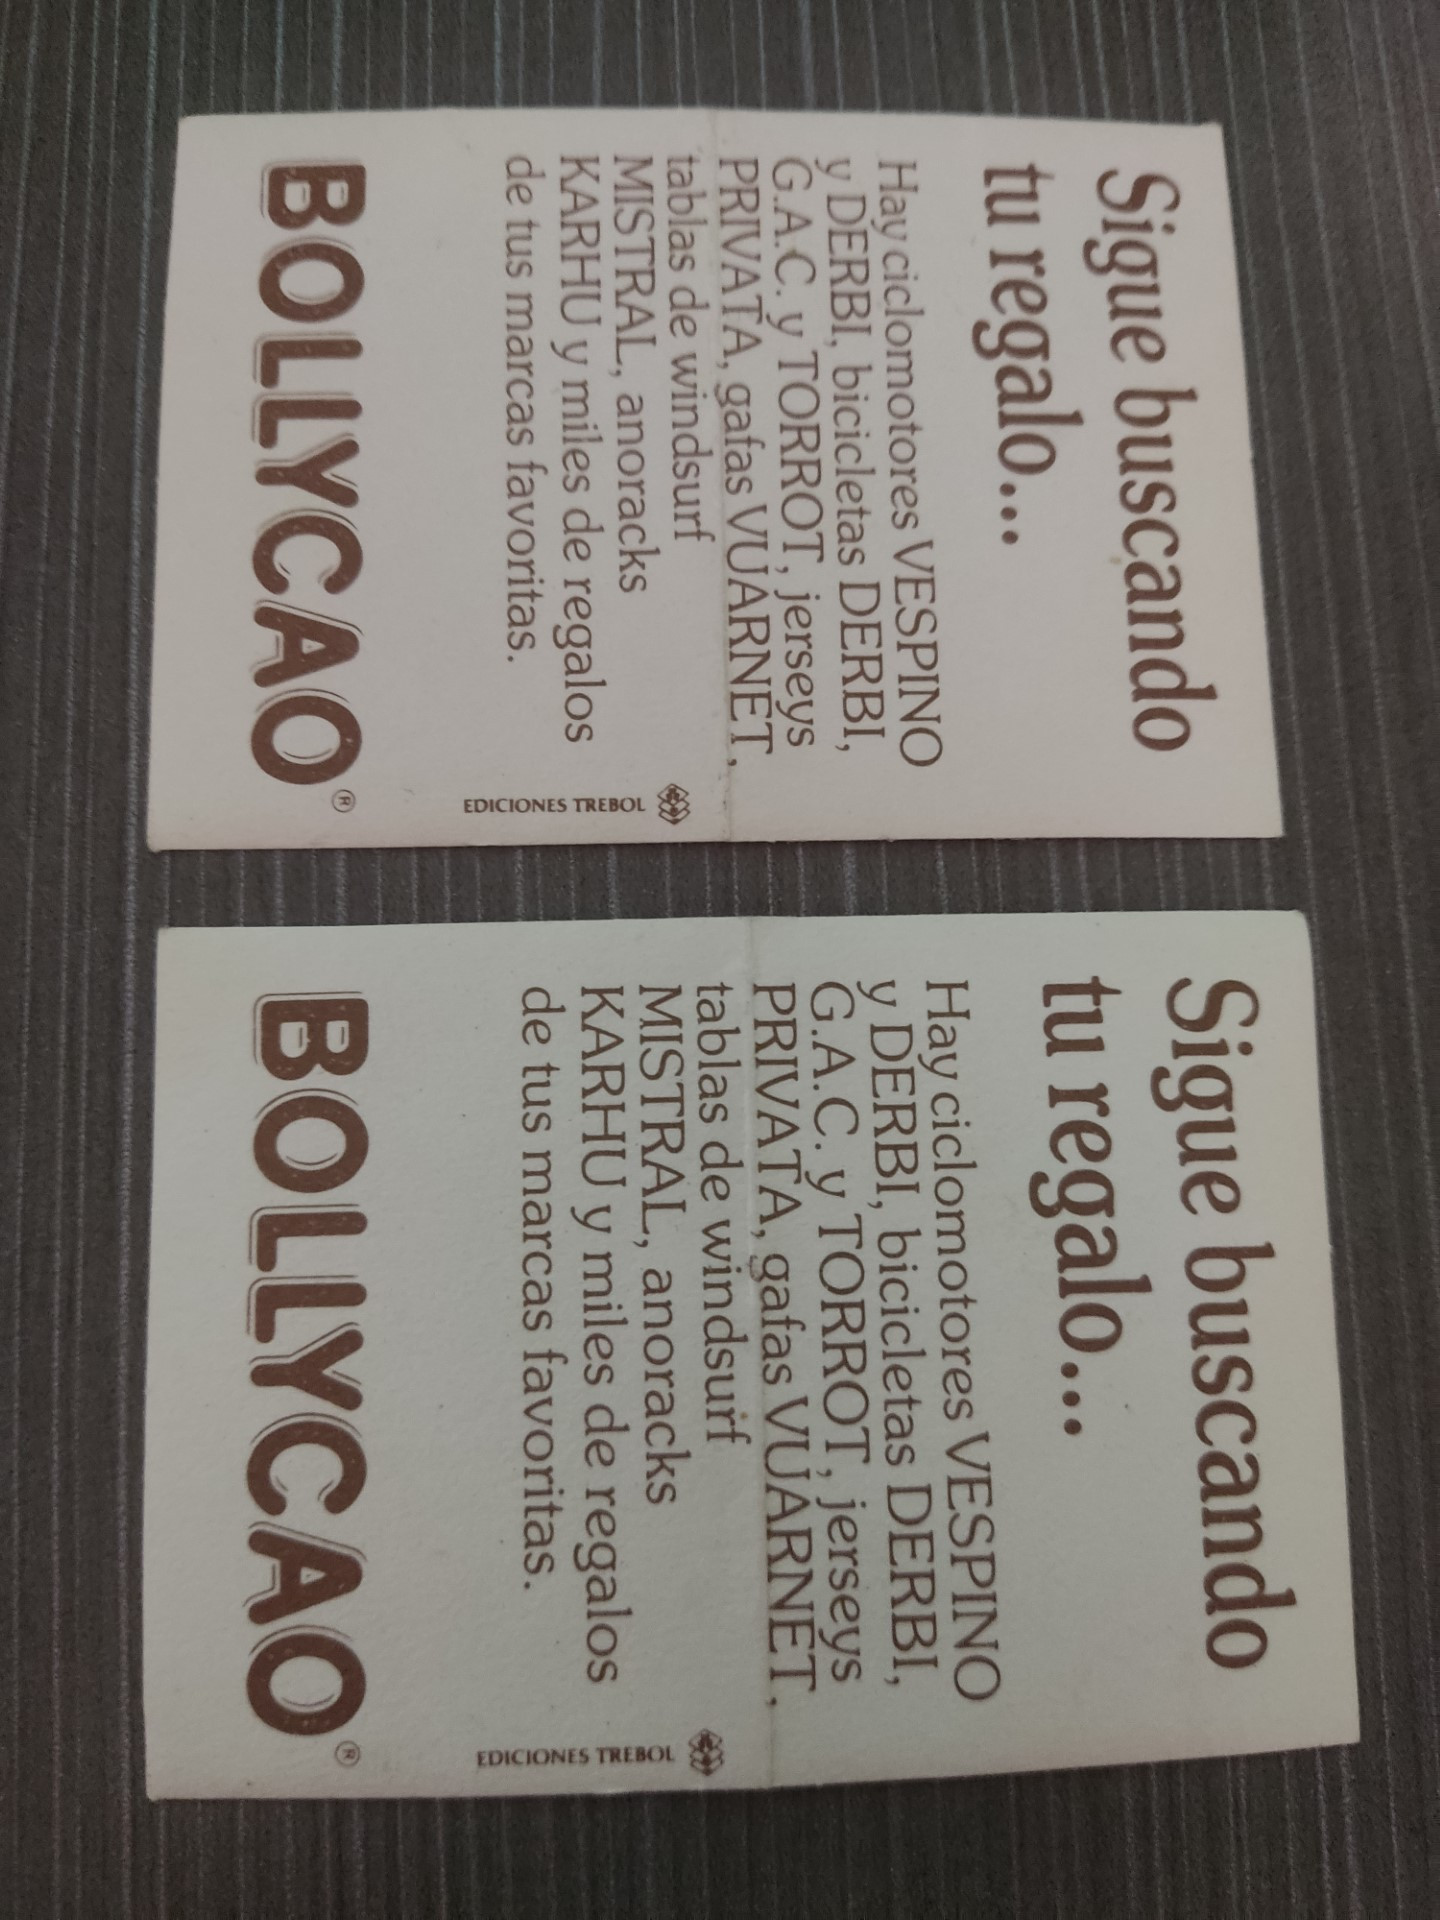 Sigue buscando
tu regalo...
Hay ciclomotores VESPINO
y DERBI, bicicletas DERBI,
G.A.C. y TORROT, jerseys
PRIVATA, gafas VUARNET,
tablas de windsurf
MISTRAL, anoracks
KARHU y miles de regalos
de tus marcas favoritas.
EDICIONES TREBOL
BOLLYCAO®
Sigue buscando
tu regalo...
Hay ciclomotores VESPINO
y DERBI, bicicletas DERBI,
G.A.C. y TORROT, jerseys
PRIVATA, gafas VUARNET,
tablas de windsurf
MISTRAL, anoracks
KARHU y miles de regalos
de tus marcas favoritas.
EDICIONES TREBOL
BOLLYCAO®